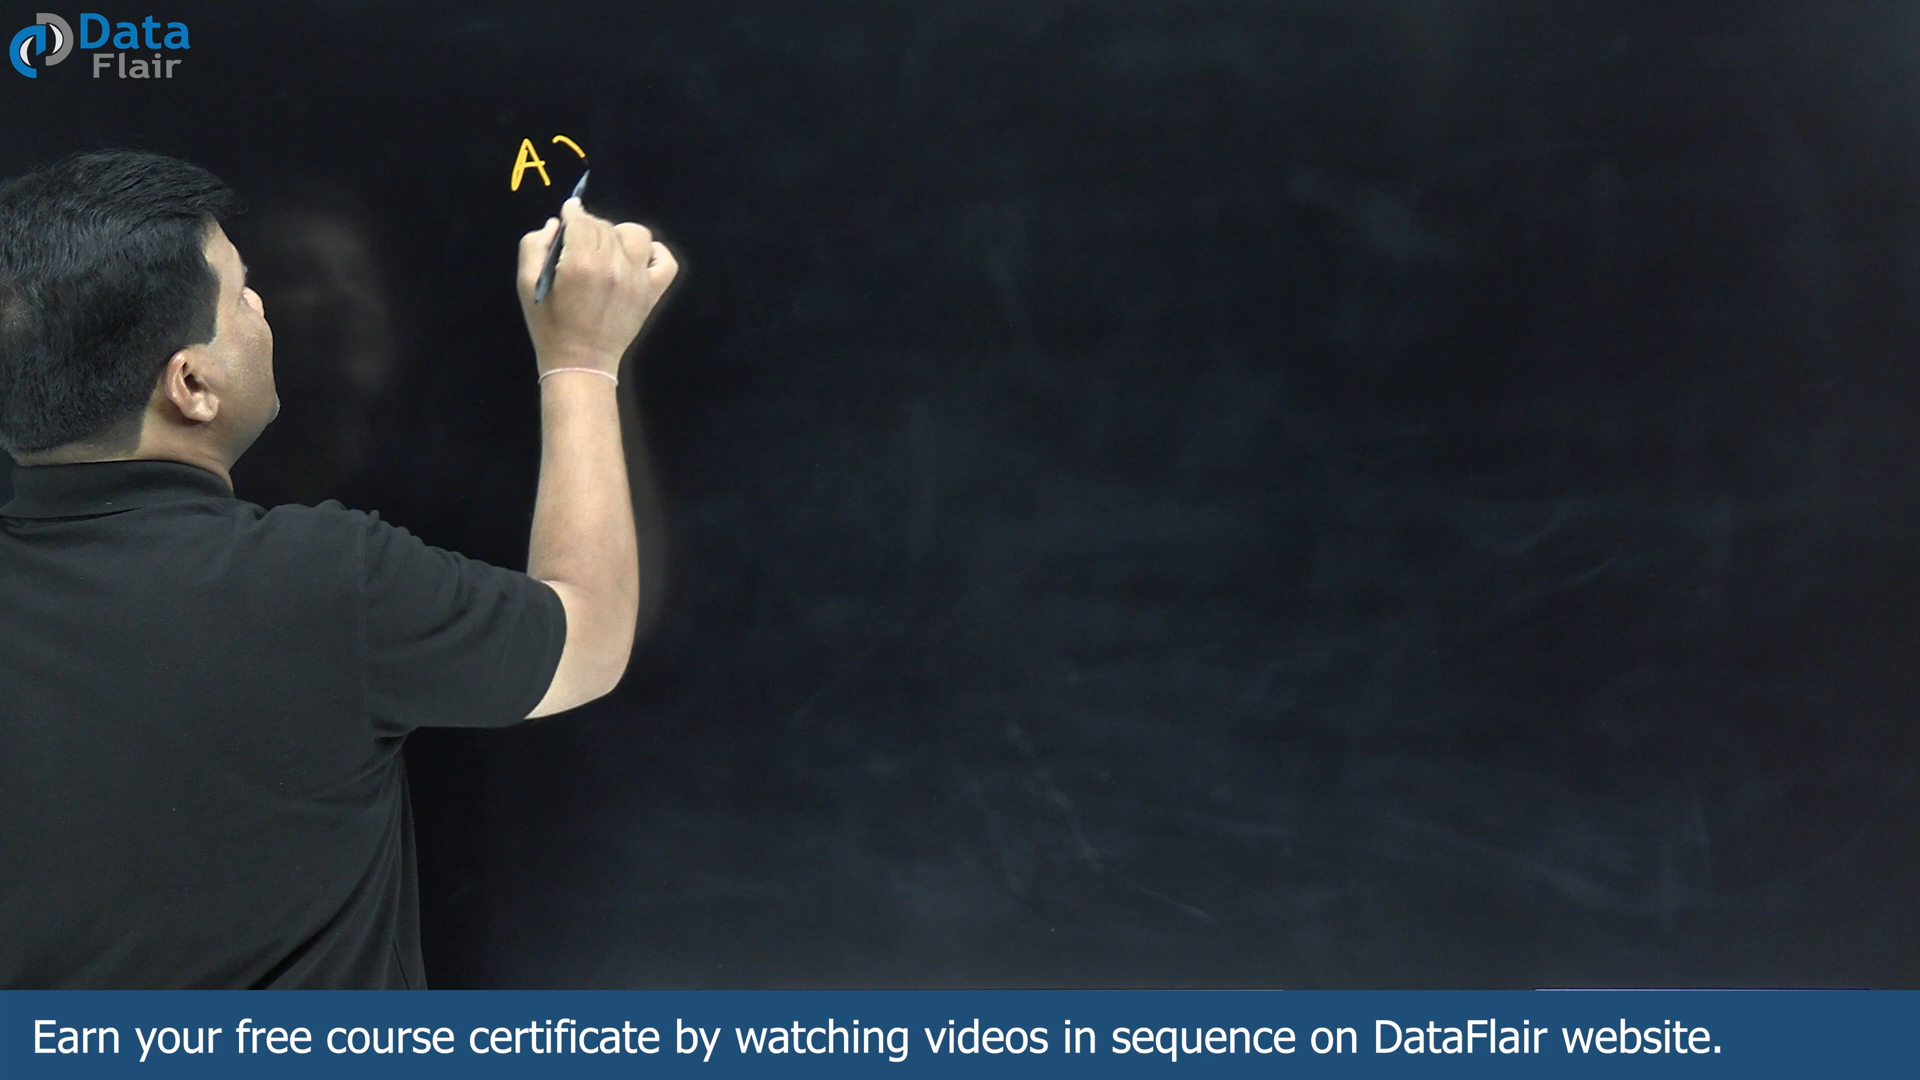 Data
Flair
A
Earn your free course certificate by watching videos in sequence on DataFlair website.